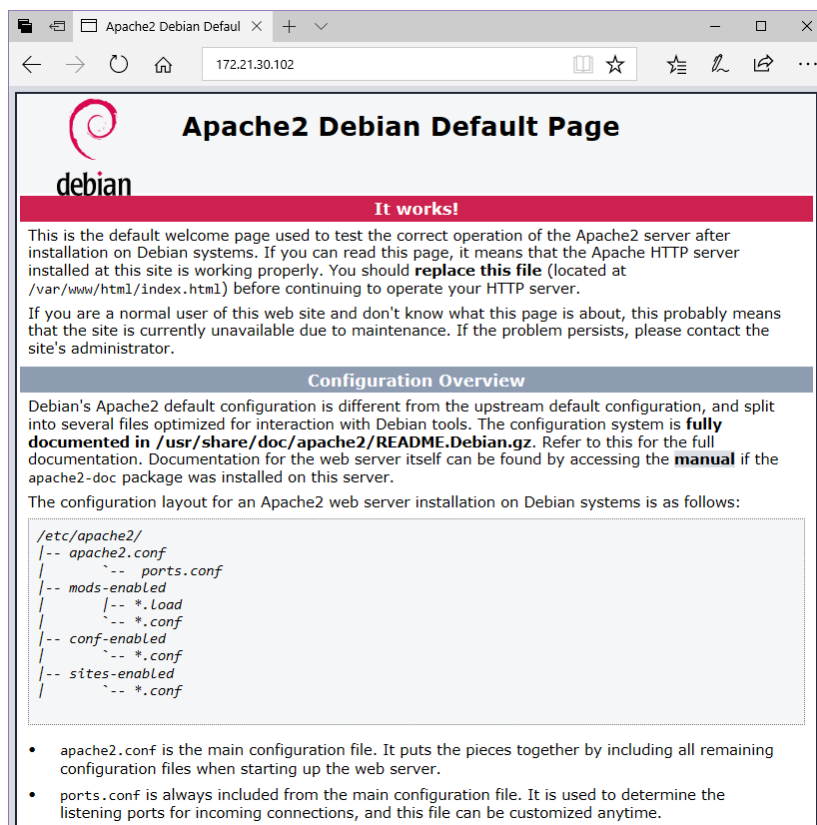 Apache2 Debian Defaul
172.21.30.102
debian
Apache2 Debian Default Page
It works!
This is the default welcome page used to test the correct operation of the Apache2 server after
installation on Debian systems. If you can read this page, it means that the Apache HTTP server
installed at this site is working properly. You should replace this file (located at
/var/www/html/index.html) before continuing to operate your HTTP server.
If you are a normal user of this web site and don't know what this page is about, this probably means
that the site is currently unavailable due to maintenance. If the problem persists, please contact the
site's administrator.
Configuration Overview
Debian's Apache2 default configuration is different from the upstream default configuration, and split
into several files optimized for interaction with Debian tools. The configuration system is fully
documented in /usr/share/doc/apache2/README.Debian.gz. Refer to this for the full
documentation. Documentation for the web server itself can be found by accessing the manual if the
apache2-doc package was installed on this server.
The configuration layout for an Apache2 web server installation on Debian systems is as follows:
/etc/apache2/
|-- apache2.conf
|       `--  ports.conf
|-- mods-enabled
|       |-- *.load
|       `-- *.conf
|-- conf-enabled
|       `-- *.conf
|-- sites-enabled
|       `-- *.conf
• apache2.conf is the main configuration file. It puts the pieces together by including all remaining
configuration files when starting up the web server.
• ports.conf is always included from the main configuration file. It is used to determine the
listening ports for incoming connections, and this file can be customized anytime.